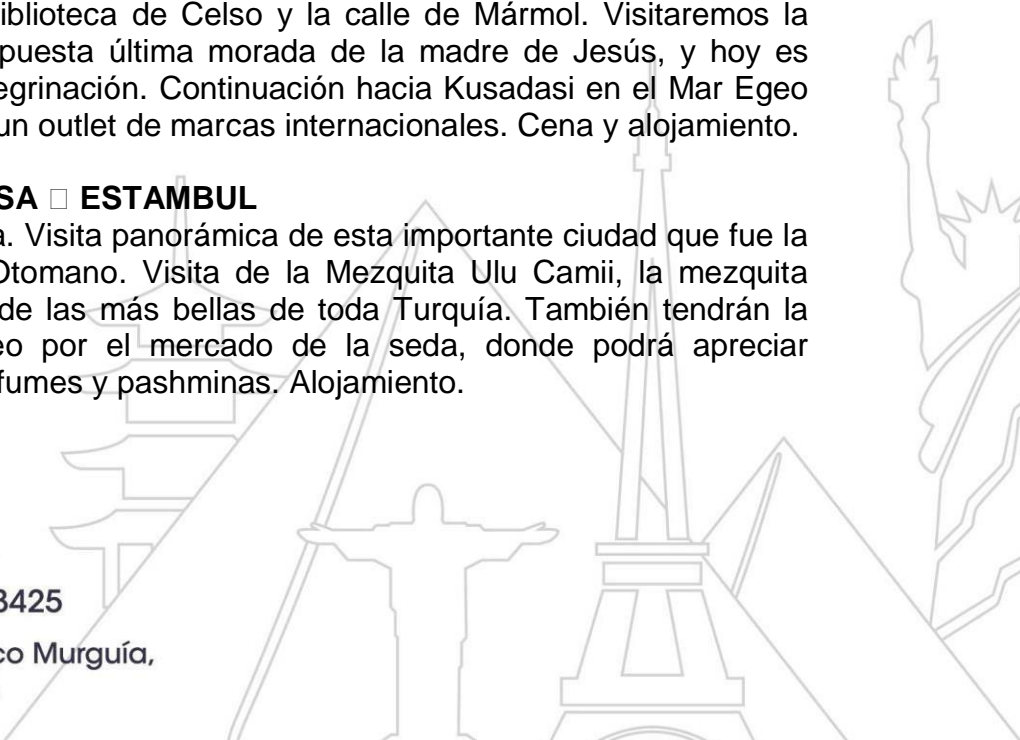 iblioteca de Celso y la calle de Mármol. Visitaremos la
puesta última morada de la madre de Jesús, y hoy es
egrinación. Continuación hacia Kusadasi en el Mar Egeo
un outlet de marcas internacionales. Cena y alojamiento.
SA □ ESTAMBUL
a. Visita panorámica de esta importante ciudad que fue la
Otomano. Visita de la Mezquita Ulu Camii, la mezquita
de las más bellas de toda Turquía. También tendrán la
eo por el mercado de la seda, donde podrá apreciar
fumes y pashminas. Alojamiento.
3425
co Murguía,